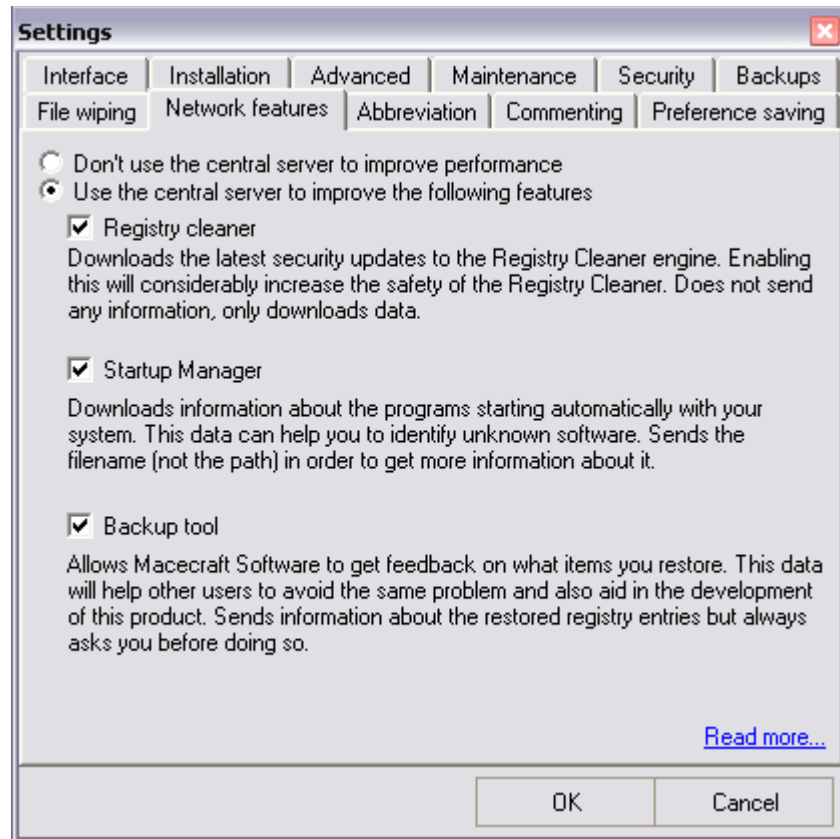 Settings
Interface Installation Advanced Maintenance Security Backups
File wiping Network features Abbreviation Commenting Preference saving
Don't use the central server to improve performance
Use the central server to improve the following features
Registry cleaner
Downloads the latest security updates to the Registry Cleaner engine. Enabling
this will considerably increase the safety of the Registry Cleaner. Does not send
any information, only downloads data.
Startup Manager
Downloads information about the programs starting automatically with your
system. This data can help you to identify unknown software. Sends the
filename (not the path) in order to get more information about it.
Backup tool
Allows Macecraft Software to get feedback on what items you restore. This data
will help other users to avoid the same problem and also aid in the development
of this product. Sends information about the restored registry entries but always
asks you before doing so.
Read more...
OK Cancel